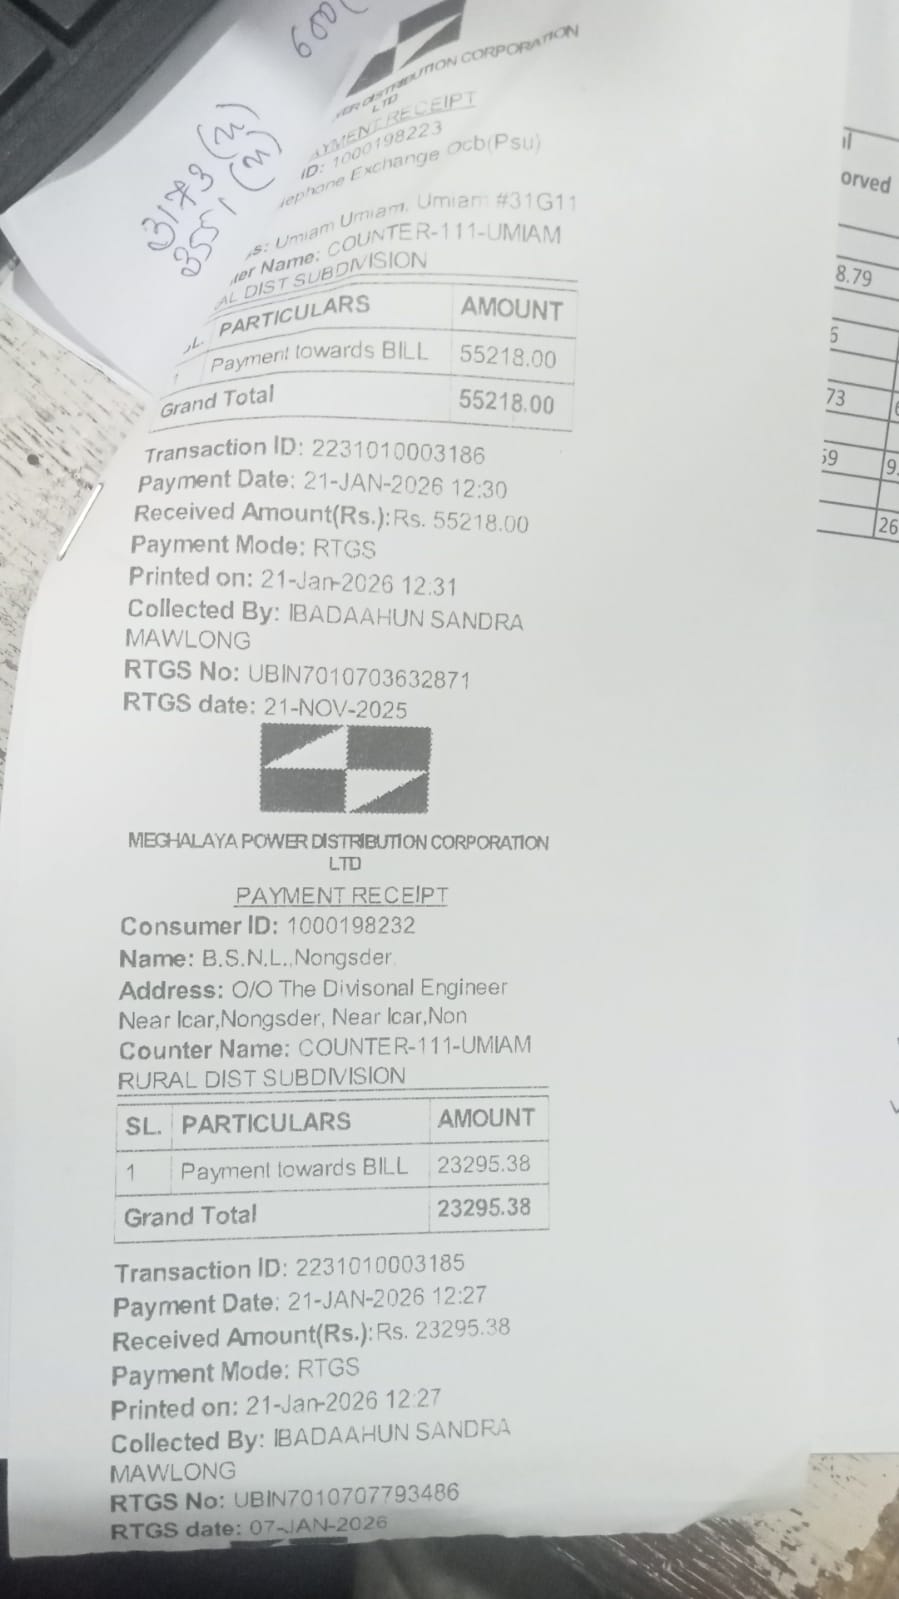 600
3173 (N)
3551 (N)
DISTRIBUTION CORPORATION
LTD
PAYMENT RECEIPT
ID: 1000198223
Telephone Exchange Ocb(Psu)
Umiam Umiam, Umiam #31G11
Name: COUNTER-111-UMIAM
DIST SUBDIVISION
PARTICULARS AMOUNT
Payment towards BILL 55218.00
Grand Total 55218.00
Transaction ID: 2231010003186
Payment Date: 21-JAN-2026 12:30
Received Amount(Rs.):Rs. 55218.00
Payment Mode: RTGS
Printed on: 21-Jan-2026 12:31
Collected By: IBADAAHUN SANDRA
MAWLONG
RTGS No: UBIN7010703632871
RTGS date: 21-NOV-2025
MEGHALAYA POWER DISTRIBUTION CORPORATION
LTD
PAYMENT RECEIPT
Consumer ID: 1000198232
Name: B.S.N.L.,Nongsder
Address: O/O The Divisonal Engineer
Near Icar,Nongsder, Near Icar,Non
Counter Name: COUNTER-111-UMIAM
RURAL DIST SUBDIVISION
SL. PARTICULARS AMOUNT
1 Payment towards BILL 23295.38
Grand Total 23295.38
Transaction ID: 2231010003185
Payment Date: 21-JAN-2026 12:27
Received Amount(Rs.):Rs. 23295.38
Payment Mode: RTGS
Printed on: 21-Jan-2026 12:27
Collected By: IBADAAHUN SANDRA
MAWLONG
RTGS No: UBIN7010707793486
RTGS date: 07-JAN-2026
orved
8.79
73
59 9.
26